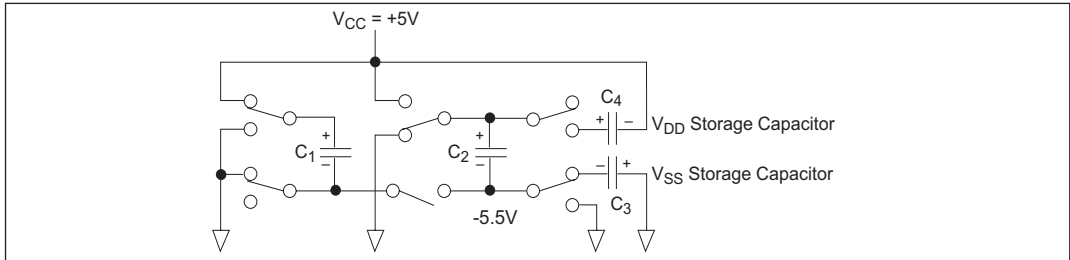 VCC = +5V
C4
+ −
VDD Storage Capacitor
+
C1
−
+
C2
−
− +
VSS Storage Capacitor
C3
-5.5V